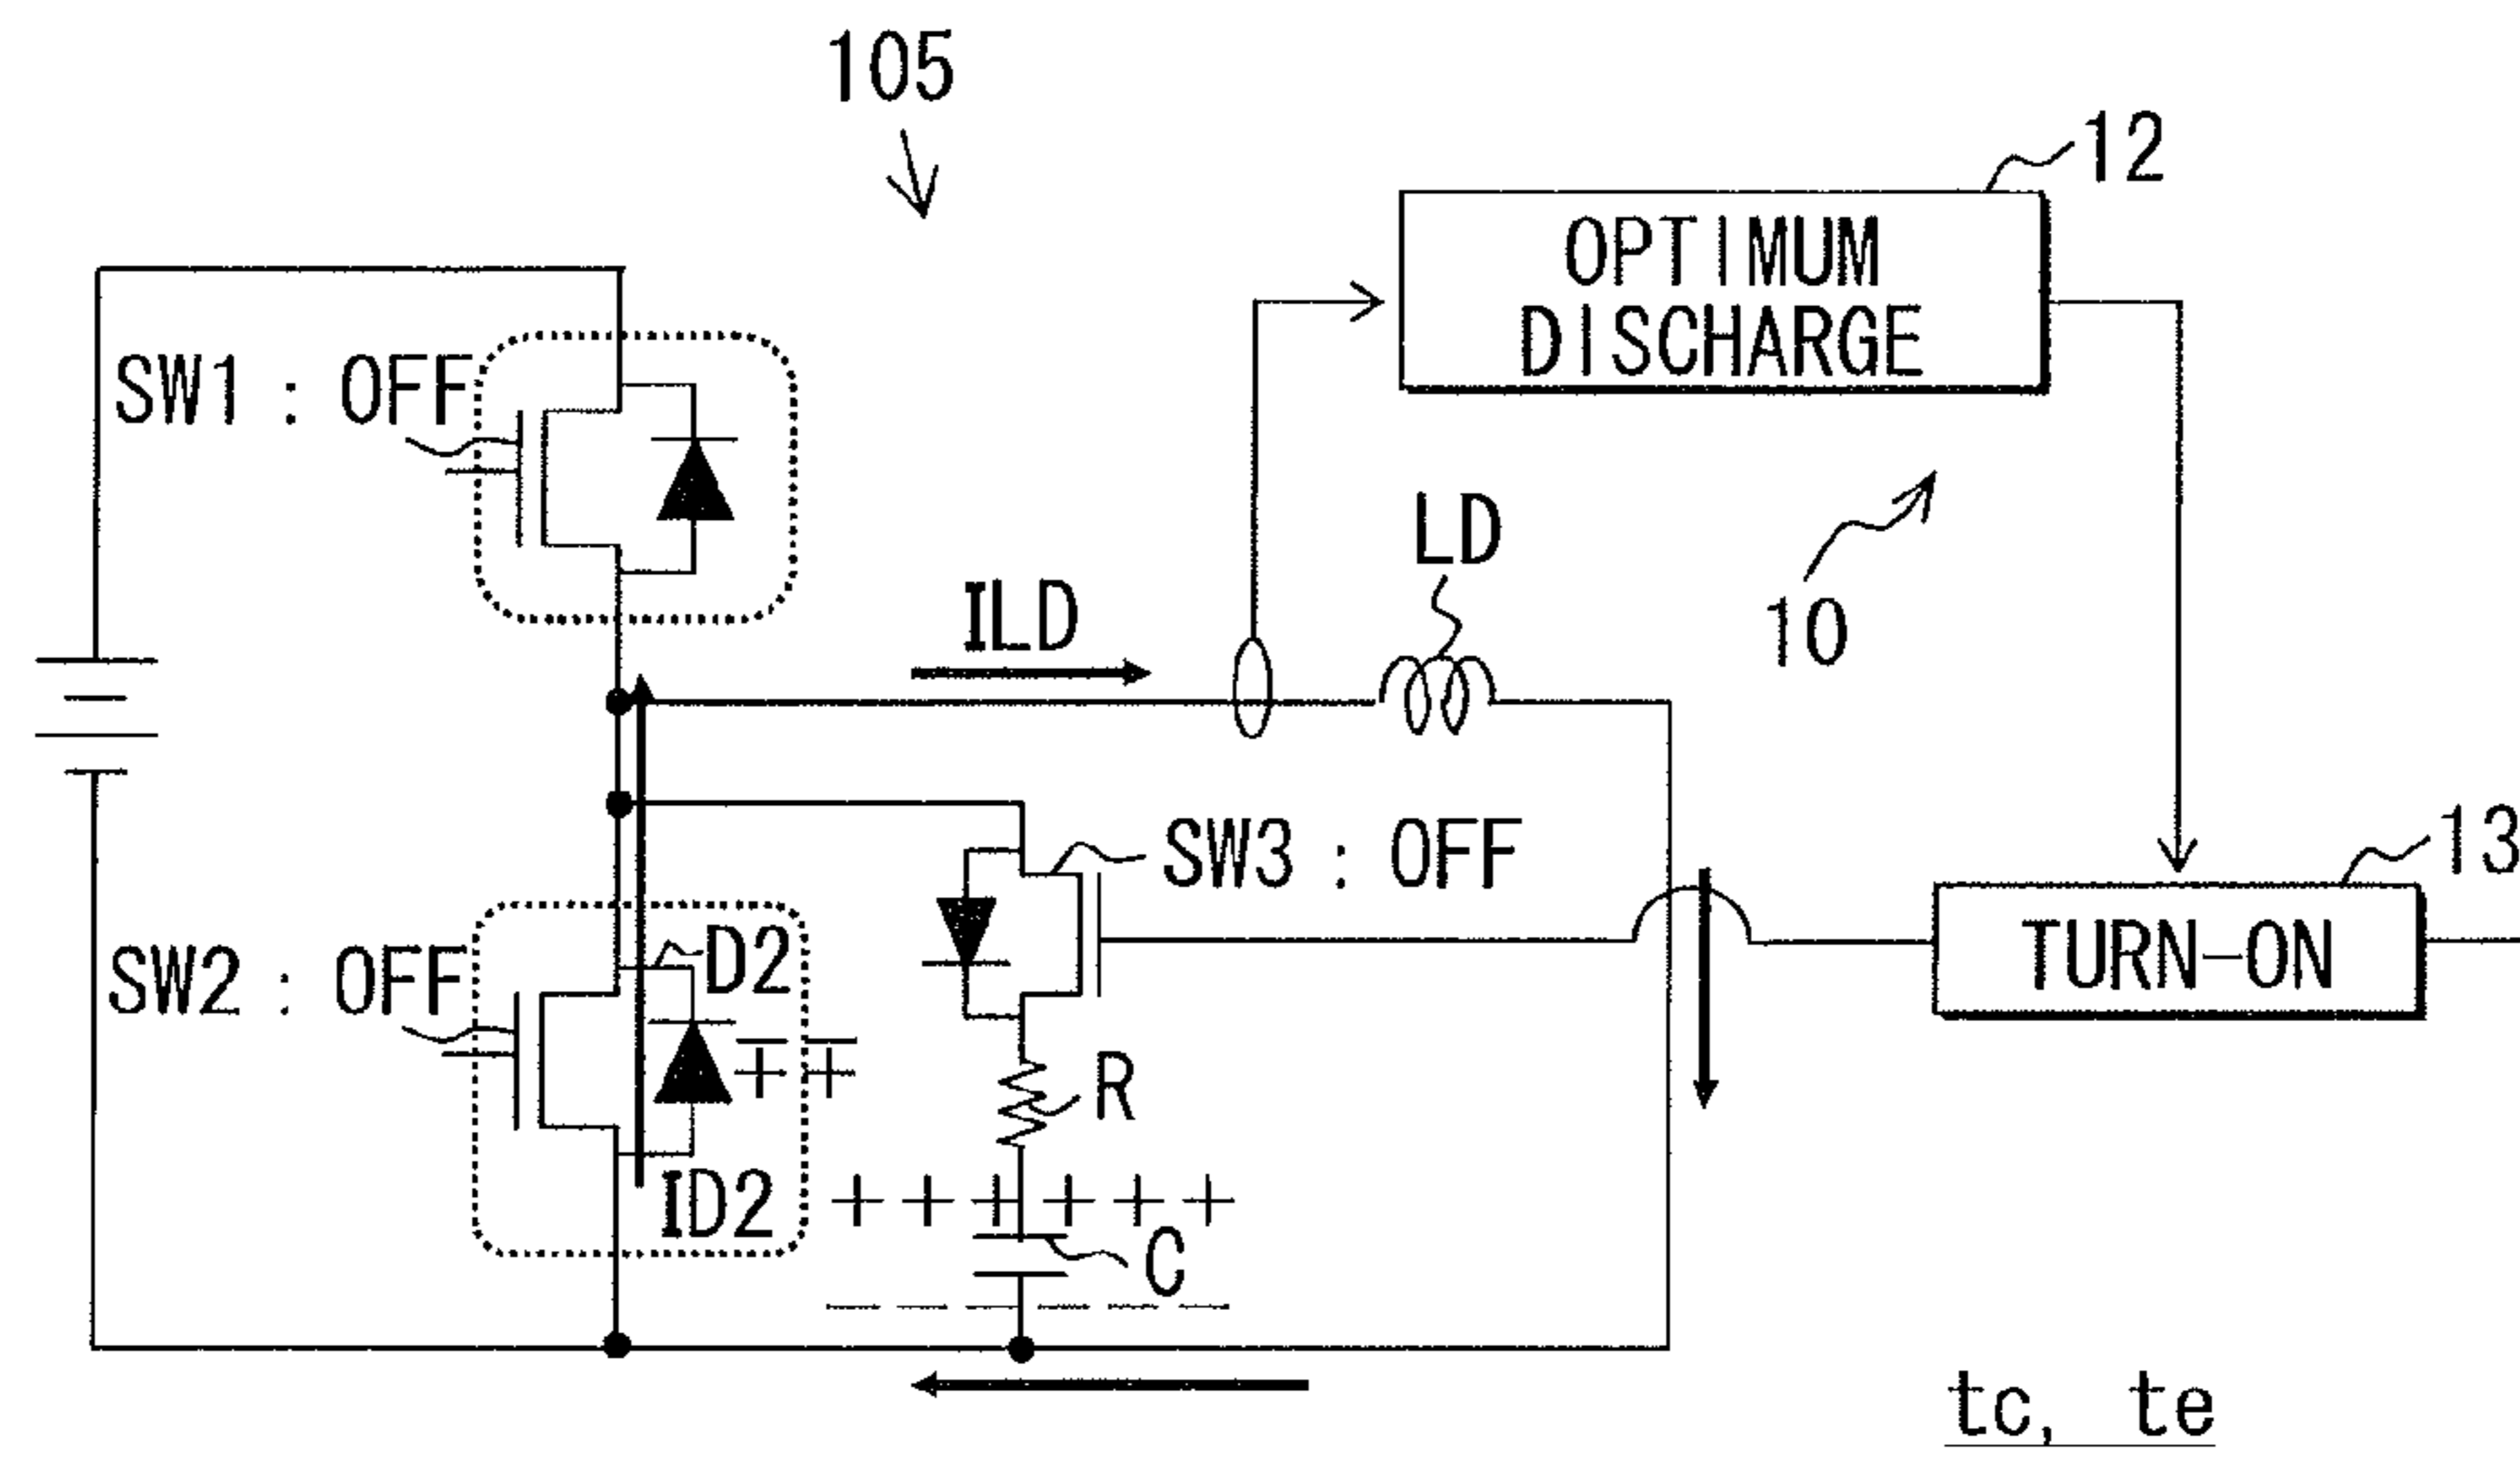 105
12
OPTIMUM
DISCHARGE
SW1 : OFF
LD
ILD
10
SW3 : OFF
13
TURN-ON
SW2 : OFF
D2
R
ID2
+ + + + + +
C
— — — — — —
tc, te